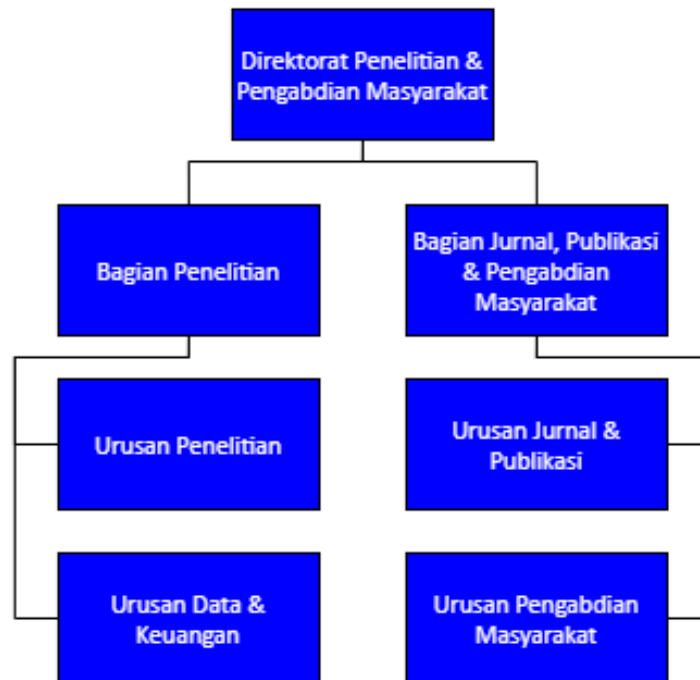 Direktorat Penelitian &
Pengabdian Masyarakat
Bagian Penelitian
Bagian Jurnal, Publikasi
& Pengabdian
Masyarakat
Urusan Penelitian
Urusan Jurnal &
Publikasi
Urusan Data &
Keuangan
Urusan Pengabdian
Masyarakat